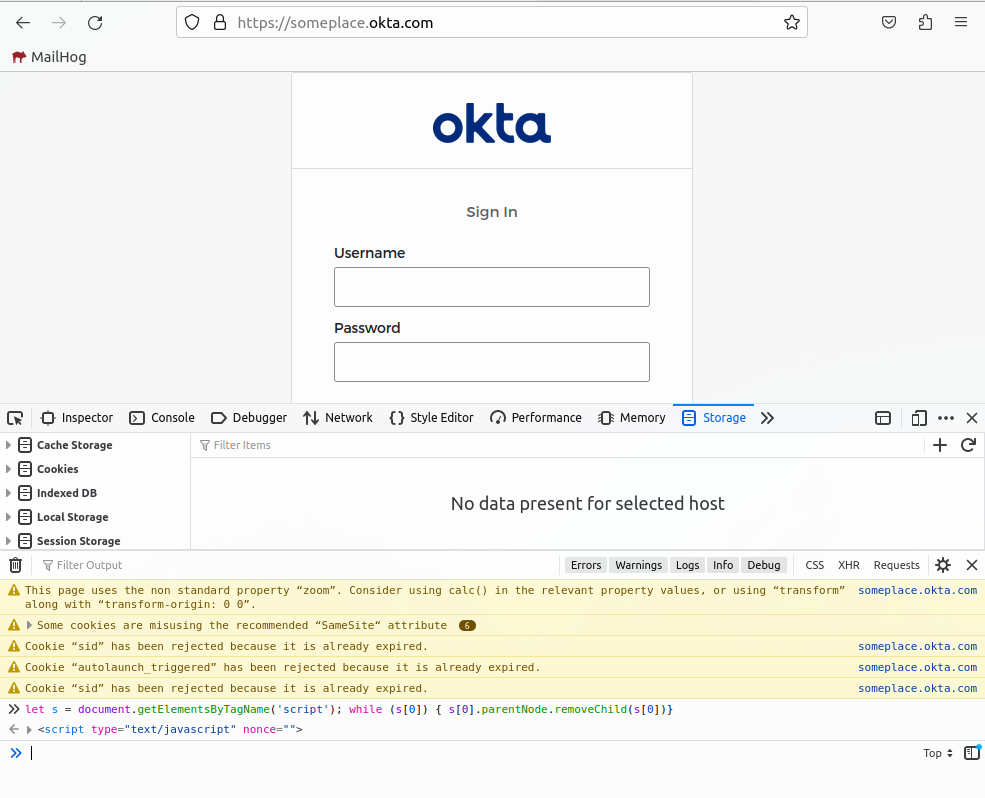 https://someplace.okta.com
MailHog
okta
Sign In
Username
Password
Inspector Console Debugger Network Style Editor Performance Memory Storage
Cache Storage
Filter Items
Cookies
Indexed DB
No data present for selected host
Local Storage
Session Storage
Filter Output Errors Warnings Logs Info Debug CSS XHR Requests
This page uses the non standard property “zoom”. Consider using calc() in the relevant property values, or using “transform” someplace.okta.com
along with “transform-origin: 0 0”.
Some cookies are misusing the recommended “SameSite“ attribute 6
Cookie “sid” has been rejected because it is already expired. someplace.okta.com
Cookie “autolaunch_triggered” has been rejected because it is already expired. someplace.okta.com
Cookie “sid” has been rejected because it is already expired. someplace.okta.com
let s = document.getElementsByTagName('script'); while (s[0]) { s[0].parentNode.removeChild(s[0])}
<script type="text/javascript" nonce="">
Top